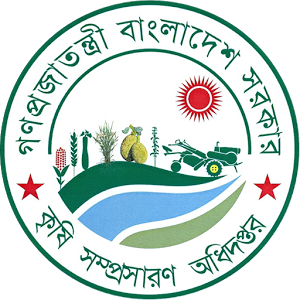 গণপ্রজাতন্ত্রী বাংলাদেশ সরকার
কৃষি সম্প্রসারণ অধিদপ্তর